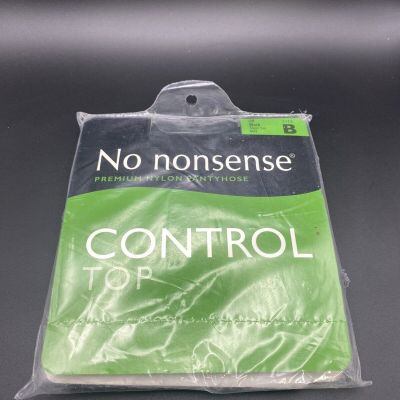 B
No nonsense®
PREMIUM NYLON PANTYHOSE
CONTROL
TOP